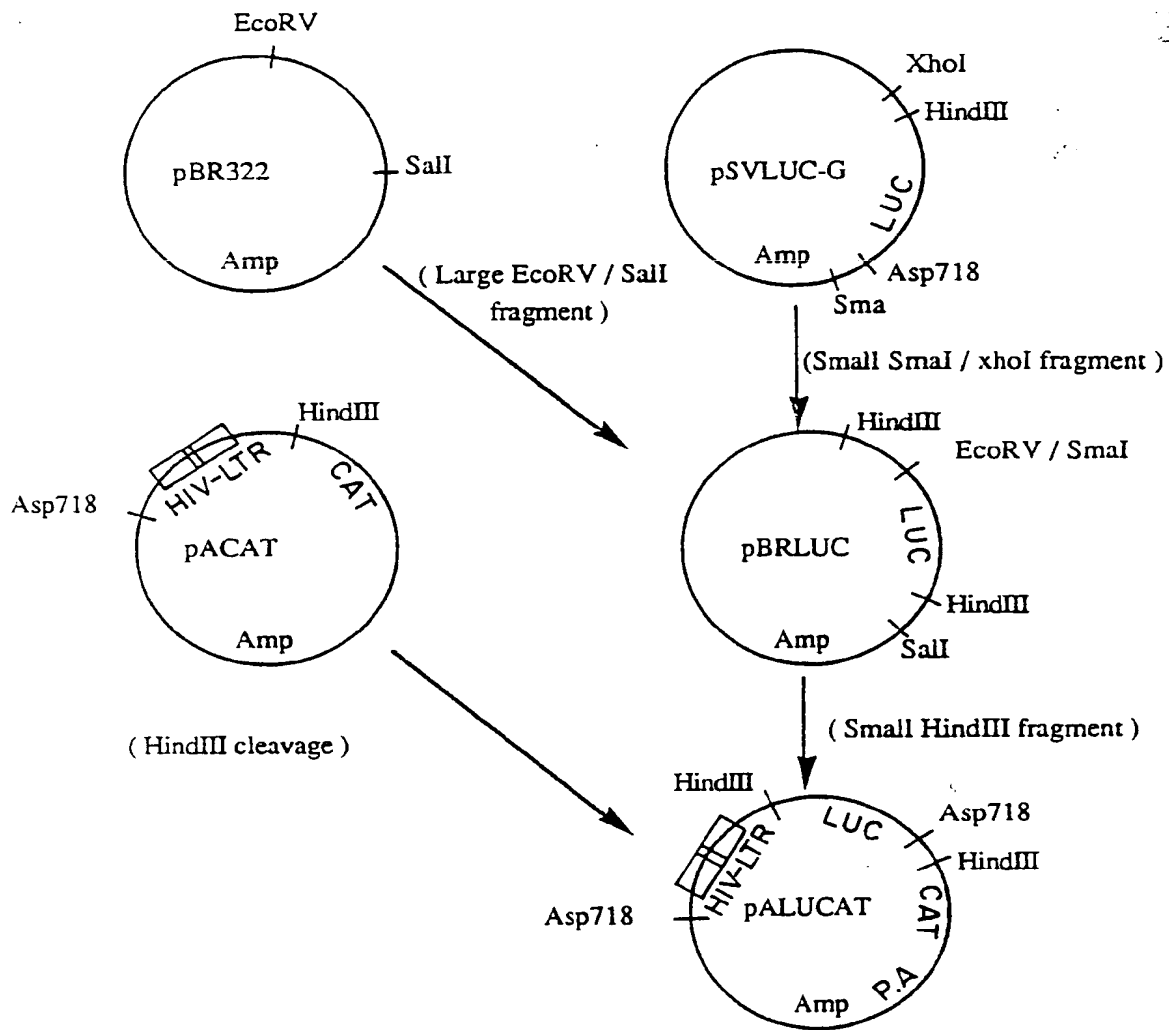 EcoRV
pBR322
SalI
Amp
XhoI
HindIII
pSVLUC-G
LUC
Amp
Asp718
Sma
( Large EcoRV / SalI
fragment )
(Small SmaI / xhoI fragment )
HindIII
HIV-LTR
CAT
Asp718
pACAT
Amp
HindIII
EcoRV / SmaI
LUC
pBRLUC
HindIII
Amp
SalI
( HindIII cleavage )
( Small HindIII fragment )
HindIII
LUC
Asp718
HindIII
HIV-LTR
CAT
Asp718
pALUCAT
P.A
Amp